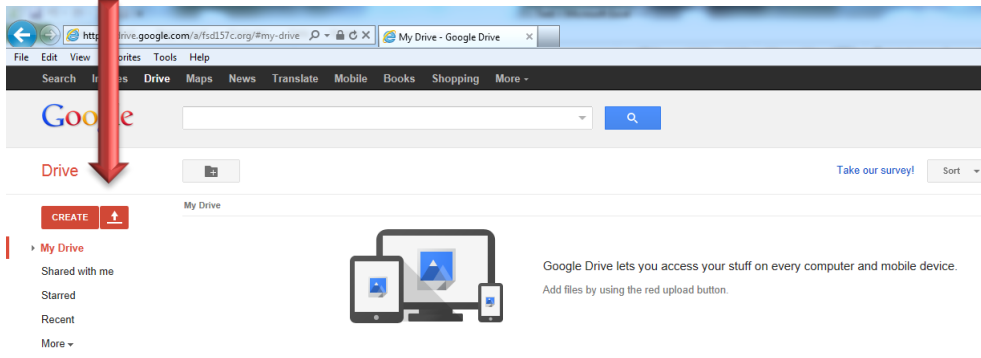 http drive.google.com/a/fsd157c.org/#my-drive
My Drive - Google Drive
File Edit View Tools Help
Search Drive Maps News Translate Mobile Books Shopping More
Google
Drive
Take our survey! Sort
CREATE
My Drive
My Drive
Shared with me
Starred
Recent
More
Google Drive lets you access your stuff on every computer and mobile device.
Add files by using the red upload button.